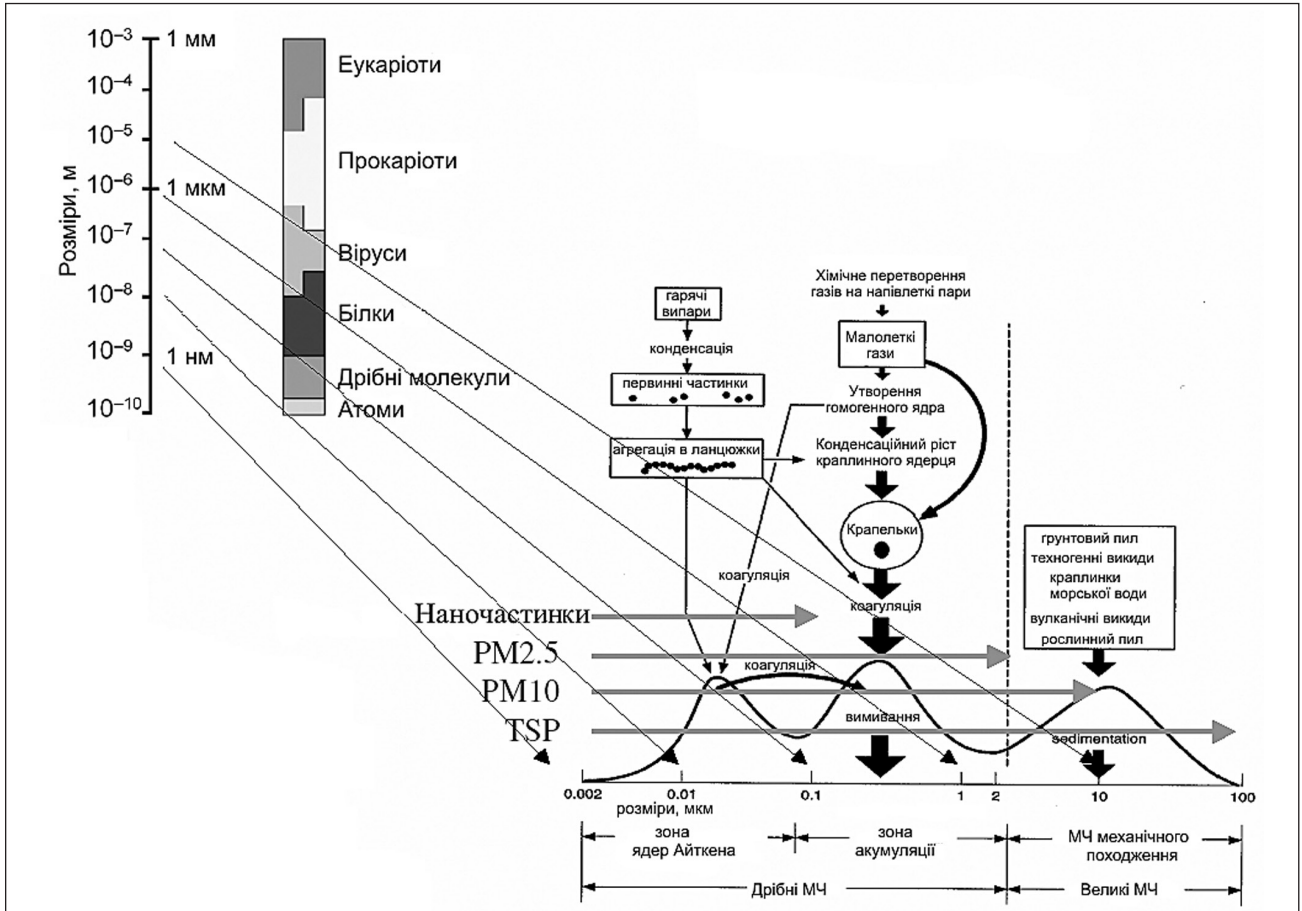 10⁻³
1 мм
10⁻⁴
10⁻⁵
10⁻⁶
1 мкм
10⁻⁷
10⁻⁸
10⁻⁹
1 нм
10⁻¹⁰
Розміри, м
Еукаріоти
Прокаріоти
Віруси
Білки
Дрібні молекули
Атоми
гарячі
випари
конденсація
первинні частинки
агрегація в ланцюжки
Хімічне перетворення
газів на напівлеткі пари
Малолеткі
гази
Утворення
гомогенного ядра
Конденсаційний ріст
краплинного ядерця
Крапельки
коагуляція
коагуляція
ґрунтовий пил
техногенні викиди
краплинки
морської води
вулканічні викиди
рослинний пил
Наночастинки
PM2.5
коагуляція
PM10
вимивання
TSP
sedimentation
0.002
0.01
0.1
1
2
10
100
розміри, мкм
зона
ядер Айткена
зона
акумуляції
МЧ механічного
походження
Дрібні МЧ
Великі МЧ